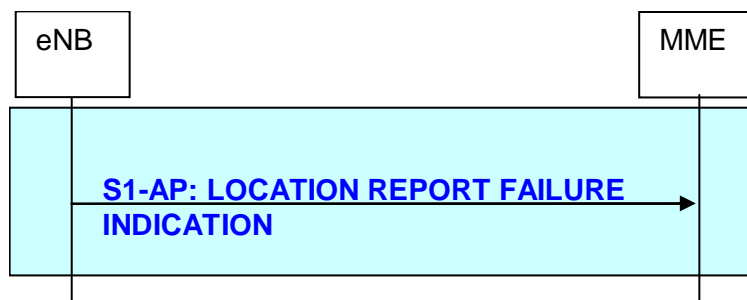 eNB
MME
S1-AP: LOCATION REPORT FAILURE
INDICATION